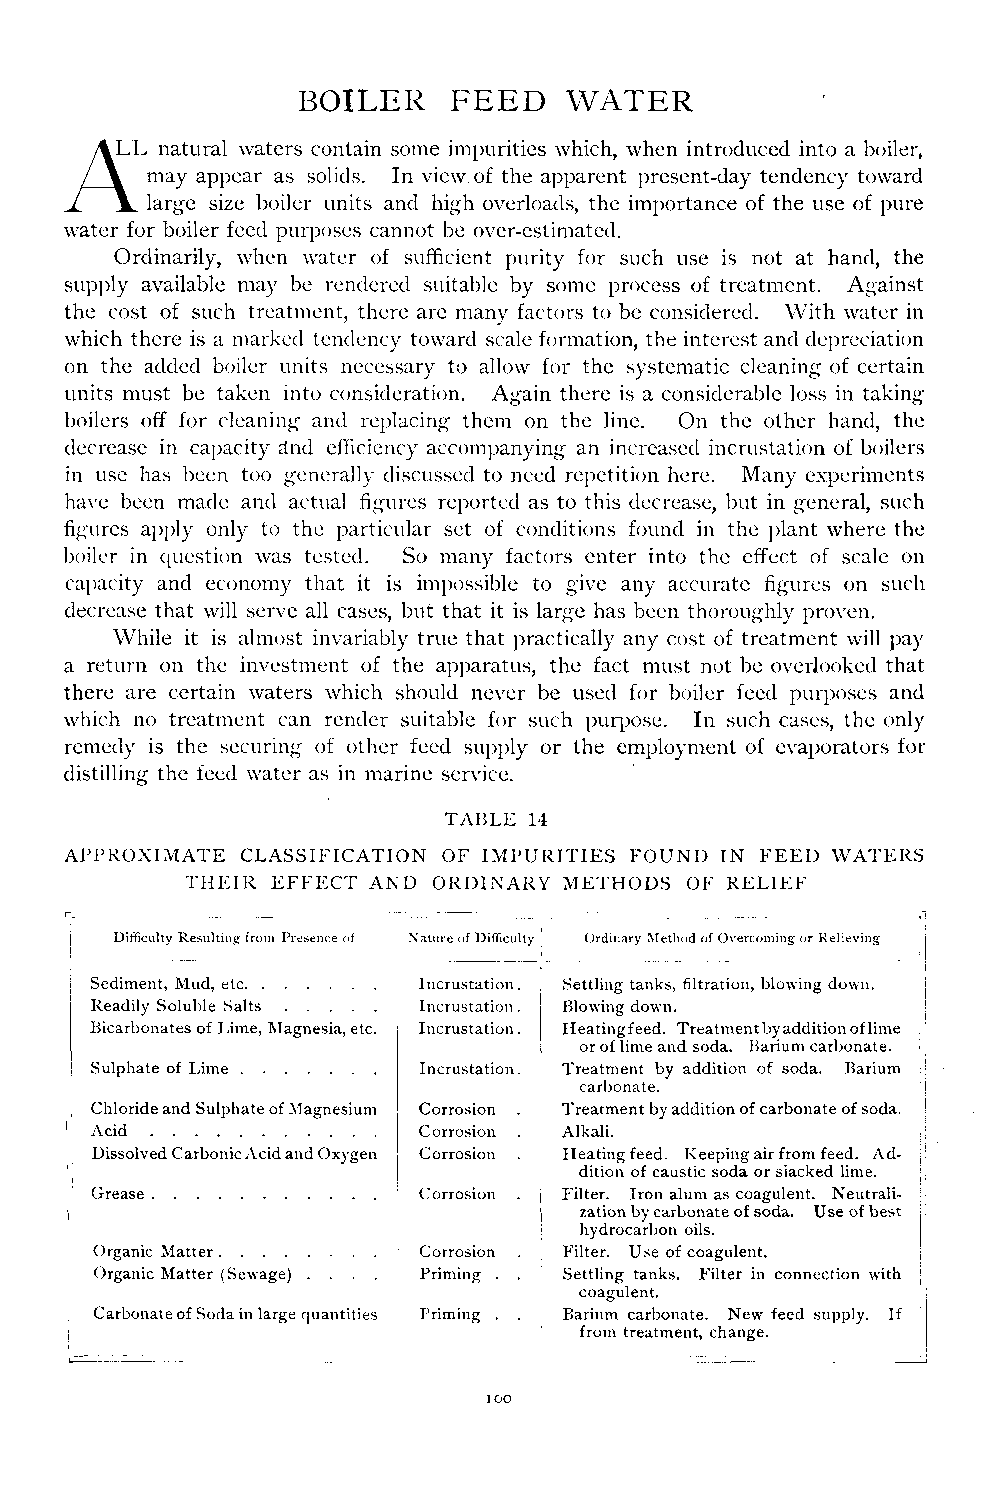 BOILER FEED WATER
ALL natural waters contain some impurities which, when introduced into a boiler,
may appear as solids. In view of the apparent present-day tendency toward
large size boiler units and high overloads, the importance of the use of pure
water for boiler feed purposes cannot be over-estimated.
Ordinarily, when water of sufficient purity for such use is not at hand, the
supply available may be rendered suitable by some process of treatment. Against
the cost of such treatment, there are many factors to be considered. With water in
which there is a marked tendency toward scale formation, the interest and depreciation
on the added boiler units necessary to allow for the systematic cleaning of certain
units must be taken into consideration. Again there is a considerable loss in taking
boilers off for cleaning and replacing them on the line. On the other hand, the
decrease in capacity and efficiency accompanying an increased incrustation of boilers
in use has been too generally discussed to need repetition here. Many experiments
have been made and actual figures reported as to this decrease, but in general, such
figures apply only to the particular set of conditions found in the plant where the
boiler in question was tested. So many factors enter into the effect of scale on
capacity and economy that it is impossible to give any accurate figures on such
decrease that will serve all cases, but that it is large has been thoroughly proven.
While it is almost invariably true that practically any cost of treatment will pay
a return on the investment of the apparatus, the fact must not be overlooked that
there are certain waters which should never be used for boiler feed purposes and
which no treatment can render suitable for such purpose. In such cases, the only
remedy is the securing of other feed supply or the employment of evaporators for
distilling the feed water as in marine service.
TABLE 14
APPROXIMATE CLASSIFICATION OF IMPURITIES FOUND IN FEED WATERS
THEIR EFFECT AND ORDINARY METHODS OF RELIEF
Difficulty Resulting from Presence of Nature of Difficulty Ordinary Method of Overcoming or Relieving
Sediment, Mud, etc. . . . . . . Incrustation. Settling tanks, filtration, blowing down.
Readily Soluble Salts . . . . . Incrustation. Blowing down.
Bicarbonates of Lime, Magnesia, etc. Incrustation. Heating feed. Treatment by addition of lime
or of lime and soda. Barium carbonate.
Sulphate of Lime . . . . . . . Incrustation. Treatment by addition of soda. Barium
carbonate.
Chloride and Sulphate of Magnesium Corrosion . Treatment by addition of carbonate of soda.
Acid . . . . . . . . . . . Corrosion . Alkali.
Dissolved Carbonic Acid and Oxygen Corrosion . Heating feed. Keeping air from feed. Ad-
dition of caustic soda or slacked lime.
Grease . . . . . . . . . . . Corrosion . Filter. Iron alum as coagulent. Neutrali-
zation by carbonate of soda. Use of best
hydrocarbon oils.
Organic Matter . . . . . . . . Corrosion . Filter. Use of coagulent.
Organic Matter (Sewage) . . . . Priming . . Settling tanks. Filter in connection with
coagulent.
Carbonate of Soda in large quantities Priming . . Barium carbonate. New feed supply. If
from treatment, change.
100